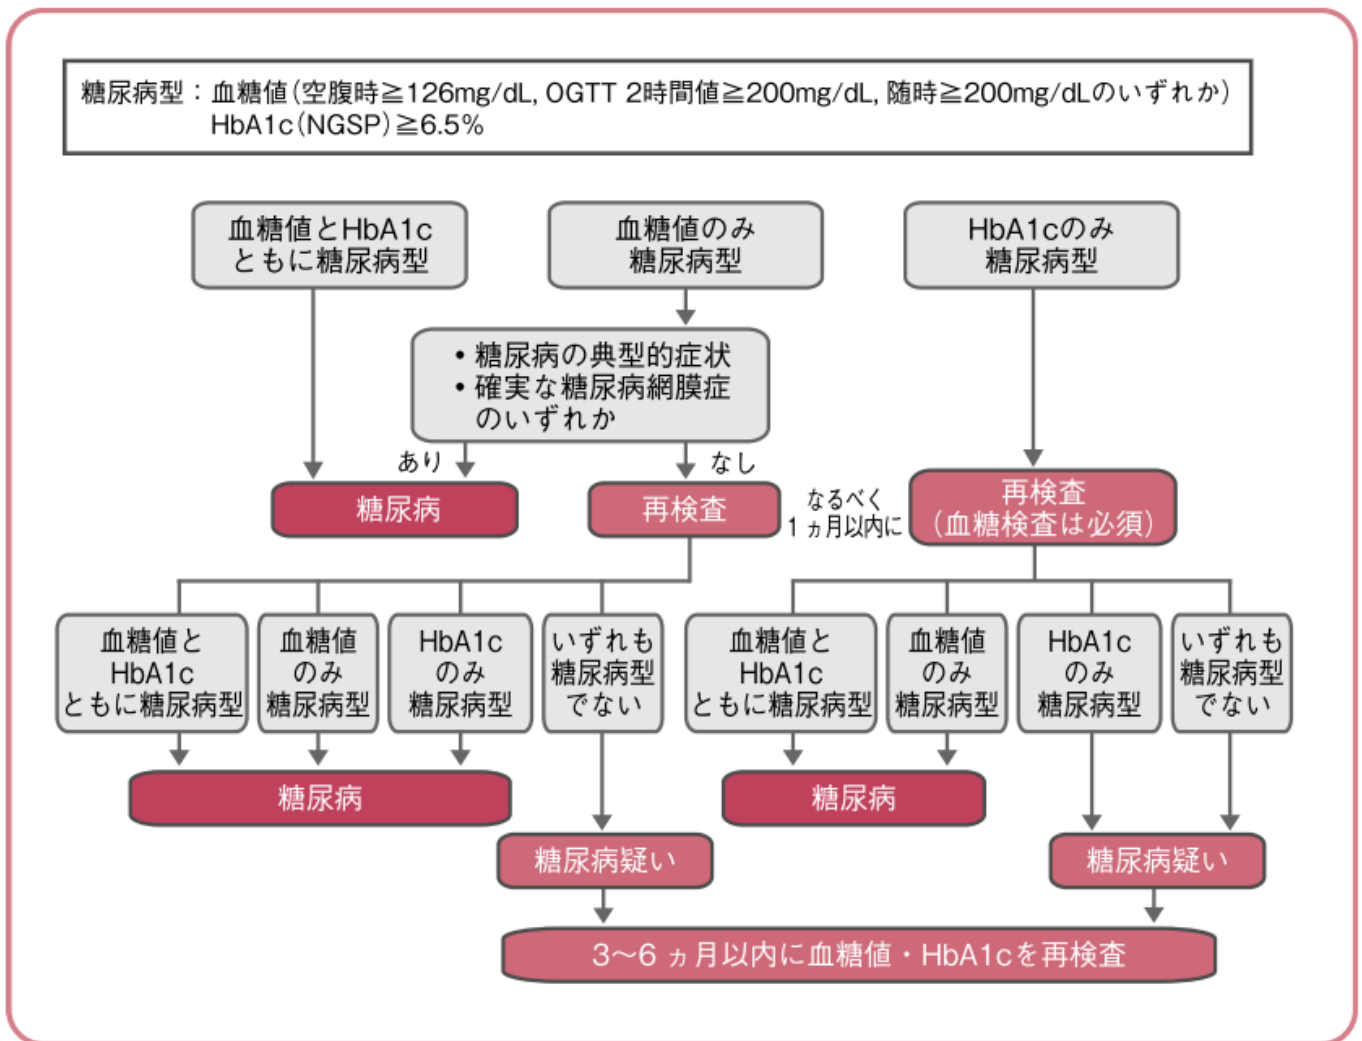 糖尿病型：血糖値(空腹時≧126mg/dL, OGTT 2時間値≧200mg/dL, 随時≧200mg/dLのいずれか)
HbA1c(NGSP)≧6.5%
血糖値とHbA1c
ともに糖尿病型
血糖値のみ
糖尿病型
HbA1cのみ
糖尿病型
・糖尿病の典型的症状
・確実な糖尿病網膜症
のいずれか
あり
なし
糖尿病
再検査
なるべく
1ヵ月以内に
再検査
(血糖検査は必須)
血糖値と
HbA1c
ともに糖尿病型
血糖値
のみ
糖尿病型
HbA1c
のみ
糖尿病型
いずれも
糖尿病型
でない
血糖値と
HbA1c
ともに糖尿病型
血糖値
のみ
糖尿病型
HbA1c
のみ
糖尿病型
いずれも
糖尿病型
でない
糖尿病
糖尿病
糖尿病疑い
糖尿病疑い
3～6ヵ月以内に血糖値・HbA1cを再検査